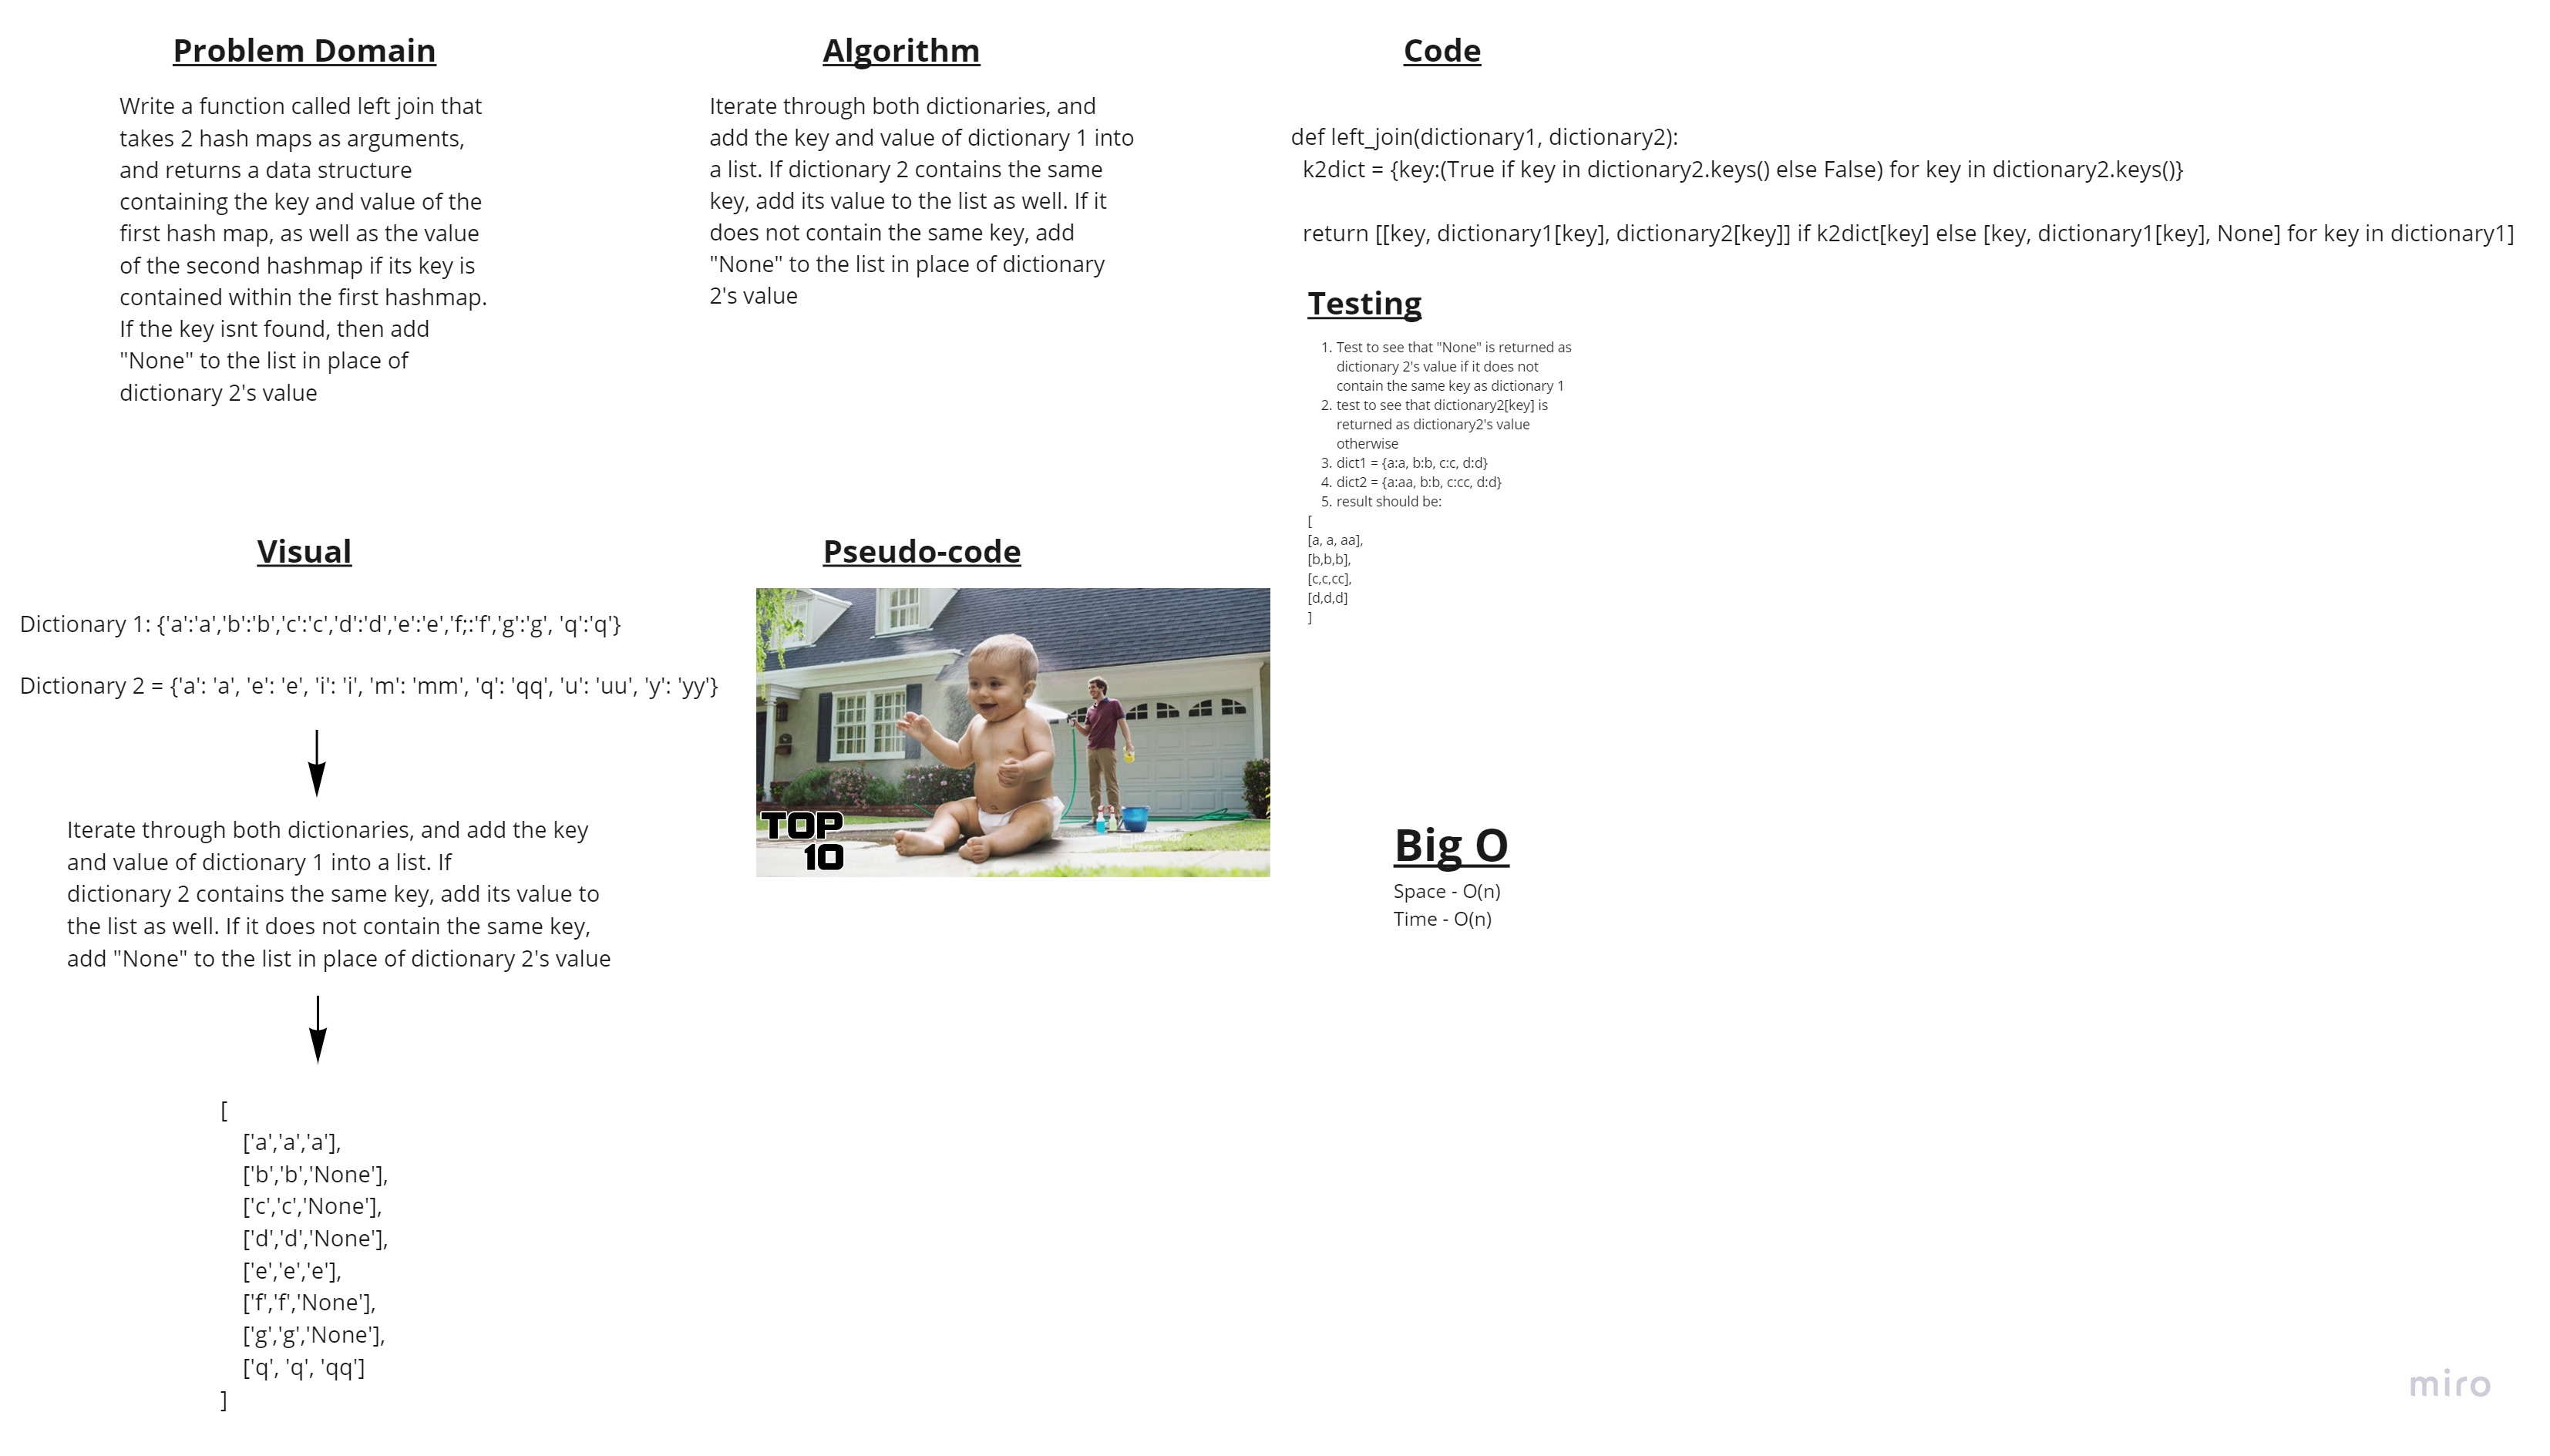 Problem Domain
Write a function called left join that
takes 2 hash maps as arguments,
and returns a data structure
containing the key and value of the
first hash map, as well as the value
of the second hashmap if its key is
contained within the first hashmap.
If the key isnt found, then add
"None" to the list in place of
dictionary 2's value
Algorithm
Iterate through both dictionaries, and
add the key and value of dictionary 1 into
a list. If dictionary 2 contains the same
key, add its value to the list as well. If it
does not contain the same key, add
"None" to the list in place of dictionary
2's value
Code
def left_join(dictionary1, dictionary2):
k2dict = {key:(True if key in dictionary2.keys() else False) for key in dictionary2.keys()}
return [[key, dictionary1[key], dictionary2[key]] if k2dict[key] else [key, dictionary1[key], None] for key in dictionary1]
Testing
1. Test to see that "None" is returned as
dictionary 2's value if it does not
contain the same key as dictionary 1
2. test to see that dictionary2[key] is
returned as dictionary2's value
otherwise
3. dict1 = {a:a, b:b, c:c, d:d}
4. dict2 = {a:aa, b:b, c:cc, d:d}
5. result should be:
[
[a, a, aa],
[b,b,b],
[c,c,cc],
[d,d,d]
]
Visual
Dictionary 1: {'a':'a','b':'b','c':'c','d':'d','e':'e','f;:'f','g':'g', 'q':'q'}
Dictionary 2 = {'a': 'a', 'e': 'e', 'i': 'i', 'm': 'mm', 'q': 'qq', 'u': 'uu', 'y': 'yy'}
Iterate through both dictionaries, and add the key
and value of dictionary 1 into a list. If
dictionary 2 contains the same key, add its value to
the list as well. If it does not contain the same key,
add "None" to the list in place of dictionary 2's value
[
['a','a','a'],
['b','b','None'],
['c','c','None'],
['d','d','None'],
['e','e','e'],
['f','f','None'],
['g','g','None'],
['q', 'q', 'qq']
]
Pseudo-code
TOP
10
Big O
Space - O(n)
Time - O(n)
miro